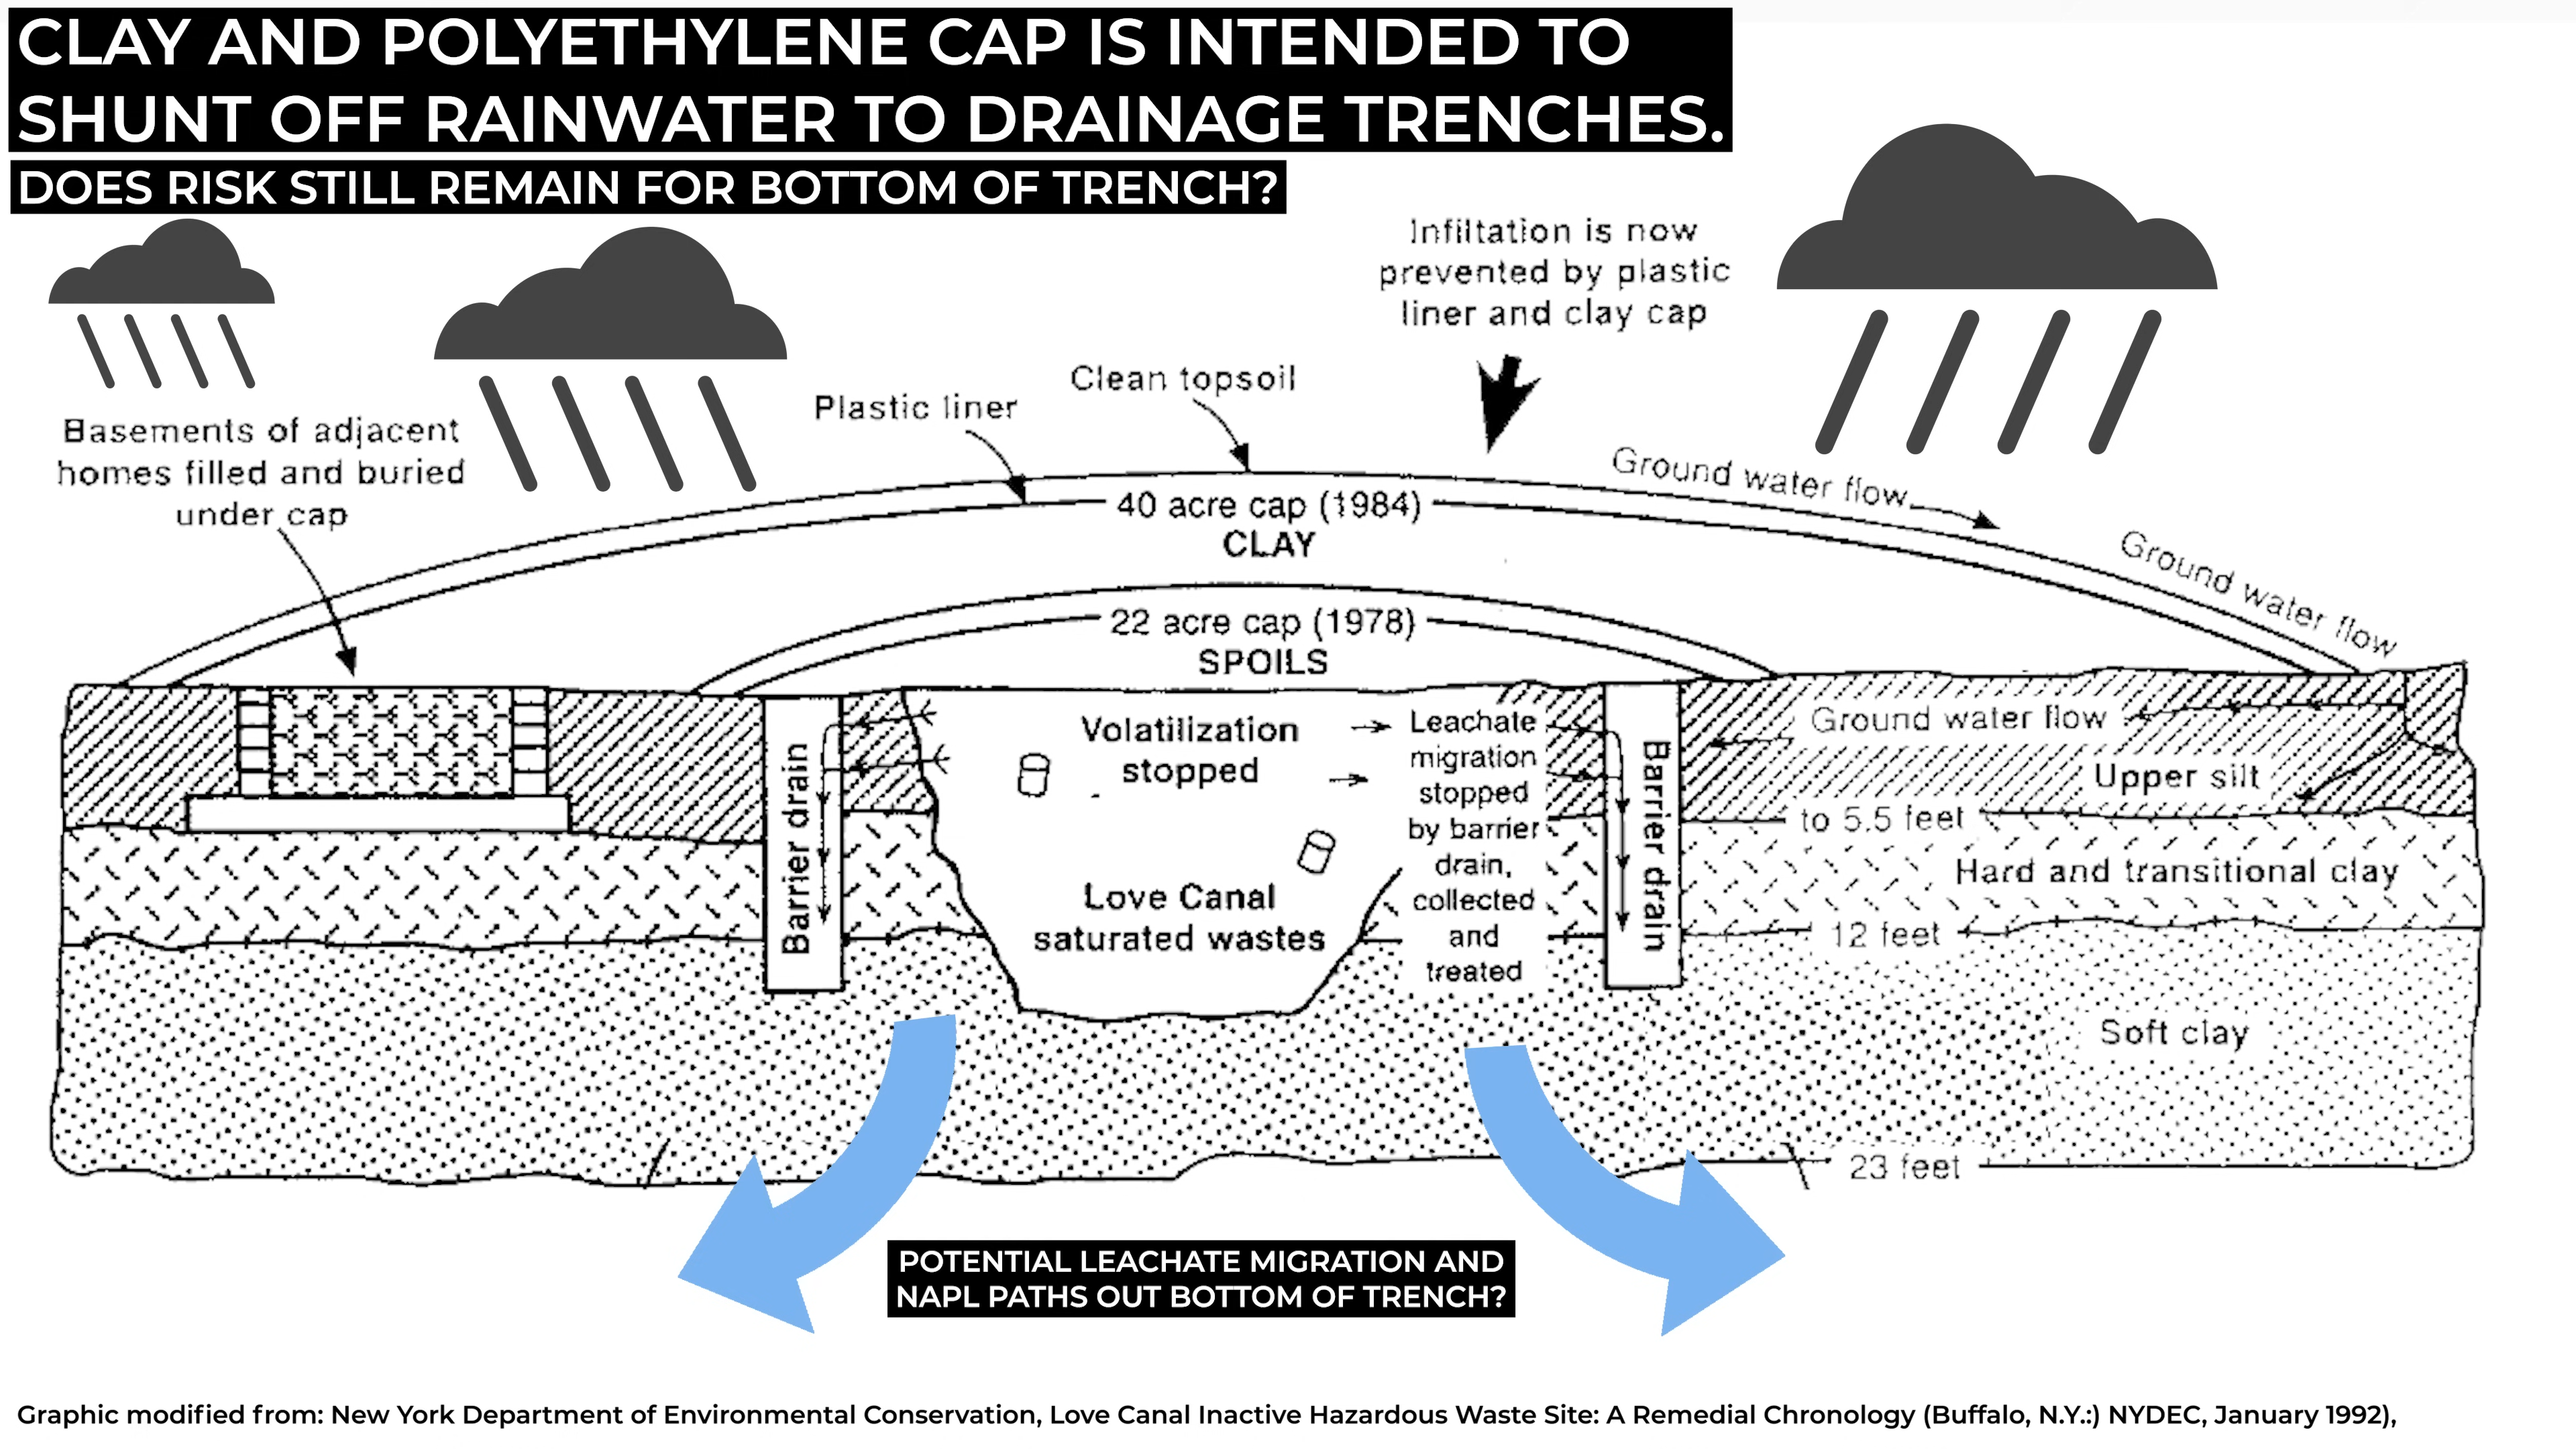 CLAY AND POLYETHYLENE CAP IS INTENDED TO
SHUNT OFF RAINWATER TO DRAINAGE TRENCHES.
DOES RISK STILL REMAIN FOR BOTTOM OF TRENCH?
Infiltation is now
prevented by plastic
liner and clay cap
Clean topsoil
Plastic liner
Basements of adjacent
homes filled and buried
under cap
Ground water flow
Ground water flow
40 acre cap (1984)
CLAY
22 acre cap (1978)
SPOILS
Barrier drain
Volatilization
stopped
Love Canal
saturated wastes
Leachate
migration
stopped
by barrier
drain,
collected
and
treated
Barrier drain
Ground water flow
Upper silt
to 5.5 feet
Hard and transitional clay
12 feet
Soft clay
23 feet
POTENTIAL LEACHATE MIGRATION AND
NAPL PATHS OUT BOTTOM OF TRENCH?
Graphic modified from: New York Department of Environmental Conservation, Love Canal Inactive Hazardous Waste Site: A Remedial Chronology (Buffalo, N.Y.:) NYDEC, January 1992),